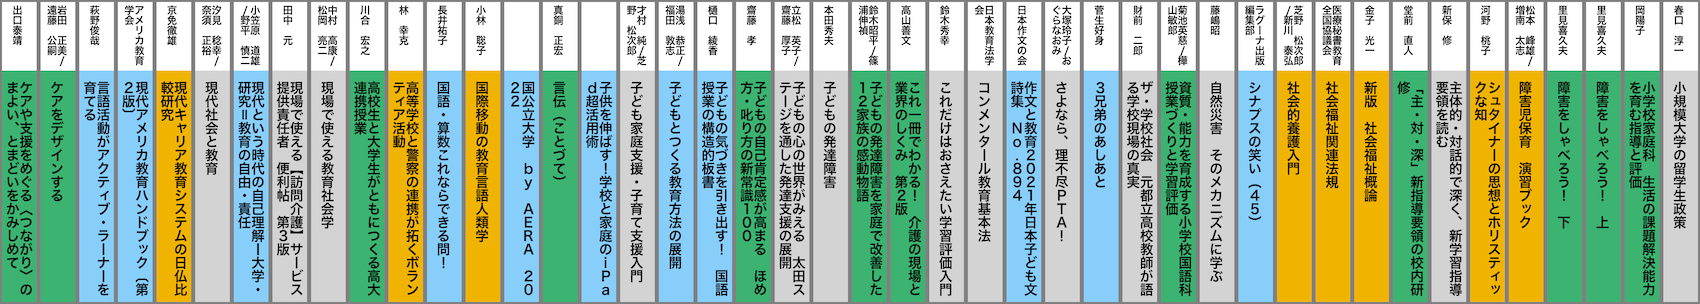 春口 淳一
小規模大学の留学生政策
岡陽子
小学校家庭科 生活の課題解決能力
を育む指導と評価
里見喜久夫
障害をしゃべろう! 上
里見喜久夫
障害をしゃべろう! 下
松本 峰雄/
増南 太志
障害児保育 演習ブック
河野 桃子
シュタイナーの思想とホリスティッ
クな知
新保 修
主体的・対話的で深く、新学習指導
要領を読む
堂前 直人
「主・対・深」新指導要領の校内研
修
金子 光一
新版 社会福祉概論
医療秘書教育
全国協議会
社会福祉関連法規
芝野 松次郎
/新川 泰弘
社会的養護入門
ラグーナ出版
編集部
シナプスの笑い (45)
藤嶋昭
自然災害 そのメカニズムに学ぶ
菊池英慈/樺
山敏郎
資質・能力を育成する小学校国語科
授業づくりと学習評価
財前 二郎
ザ・学校社会 元都立高校教師が語
る学校現場の真実
菅生好身
3兄弟のあしあと
大塚玲子/お
ぐらなおみ
さよなら、理不尽PTA!
日本作文の会
作文と教育2021年日本子ども文
詩集 No.894
日本教育法学
会
コンメンタール教育基本法
鈴木秀幸
これだけはおさえたい学習評価入門
高山善文
これ一冊でわかる! 介護の現場と
業界のしくみ 第2版
鈴木昭平/篠
浦伸禎
子どもの発達障害を家庭で改善した
12家族の感動物語
本田秀夫
子どもの発達障害
立松 英子/
齋藤 厚子
子どもの心の世界がみえる 太田ス
テージを通した発達支援の展開
齋藤 孝
子どもの自己肯定感が高まる ほめ
方・叱り方の新常識100
樋口 綾香
子どもの気づきを引き出す! 国語
授業の構造的板書
湯浅 恭正/
福田 敦志
子どもとつくる教育方法の展開
才村 純/芝
野 松次郎
子ども家庭支援・子育て支援入門
子供を伸ばす!学校と家庭のiPa
d超活用術
真銅 正宏
言伝(ことづて)
国公立大学 by AERA 20
22
小林 聡子
国際移動の教育言語人類学
長井祐子
国語・算数これならできる問!
林 幸克
高等学校と警察の連携が拓くボラン
ティア活動
川合 宏之
高校生と大学生がともにつくる高大
連携授業
中村 高康/
松岡 亮二
現場で使える教育社会学
田中 元
現場で使える【訪問介護】サービス
提供責任者 便利帖 第3版
小笠原 道雄
/野平 慎二
現代という時代の自己理解ー大学・
研究=教育の自由・責任
汐見 稔幸/
奈須 正裕
現代社会と教育
京免徹雄
現代キャリア教育システムの日仏比
較研究
アメリカ教育
学会
現代アメリカ教育ハンドブック (第
2版)
萩野俊哉
言語活動がアクティブ・ラーナーを
育てる
岩田 正美/
遠藤 公嗣
ケアをデザインする
出口泰靖
ケアや支援をめぐる〈つながり〉の
まよい、とまどいをかみしめて